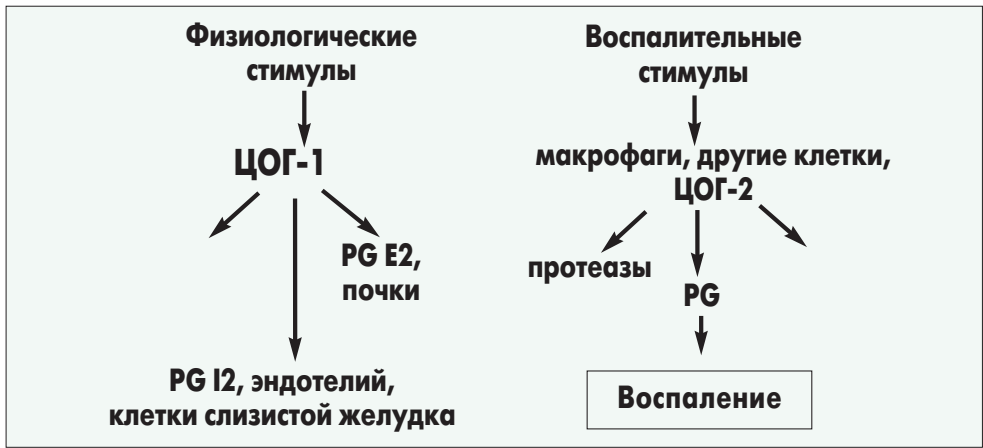 Физиологические
стимулы
ЦОГ-1
PG E2,
почки
PG I2, эндотелий,
клетки слизистой желудка
Воспалительные
стимулы
макрофаги, другие клетки,
ЦОГ-2
протеазы
PG
Воспаление